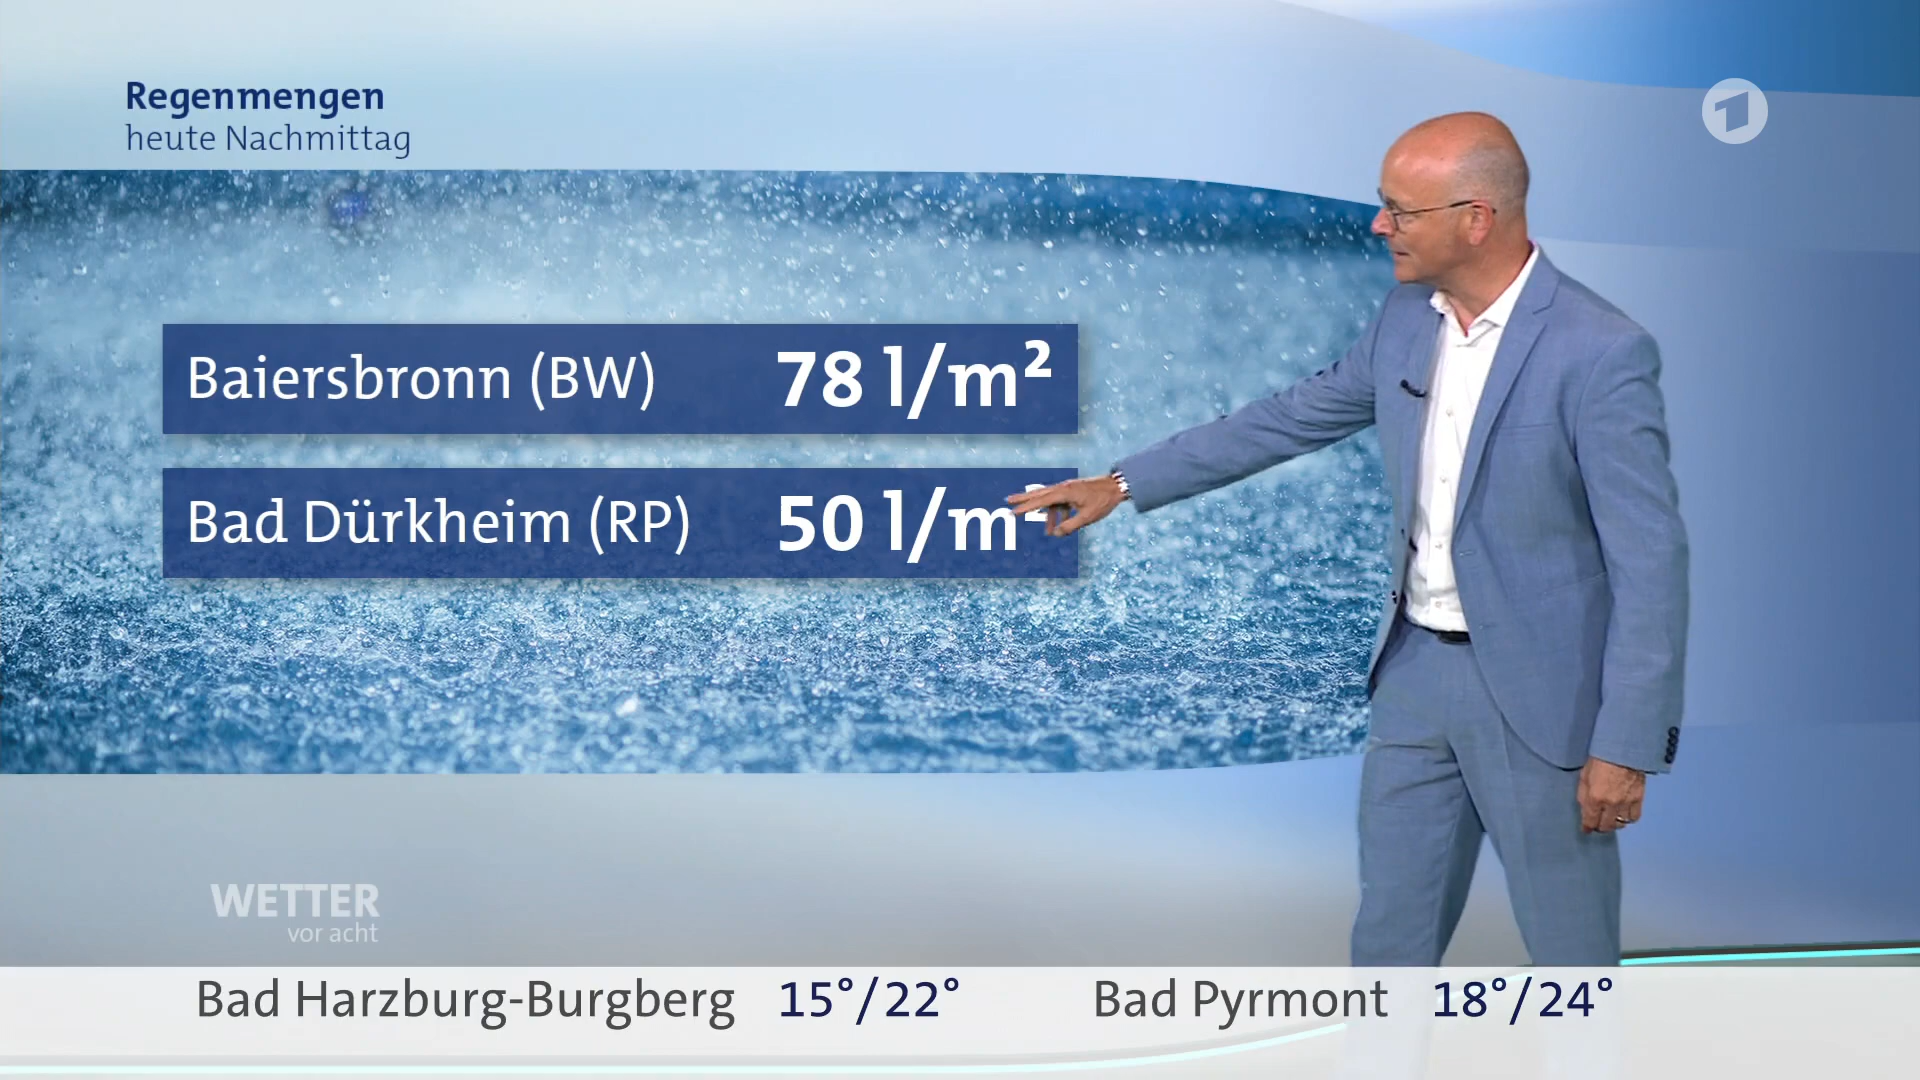 Regenmengen
heute Nachmittag
Baiersbronn (BW) 78 l/m²
Bad Dürkheim (RP) 50 l/m²
WETTER
vor acht
Bad Harzburg-Burgberg 15°/22° Bad Pyrmont 18°/24°